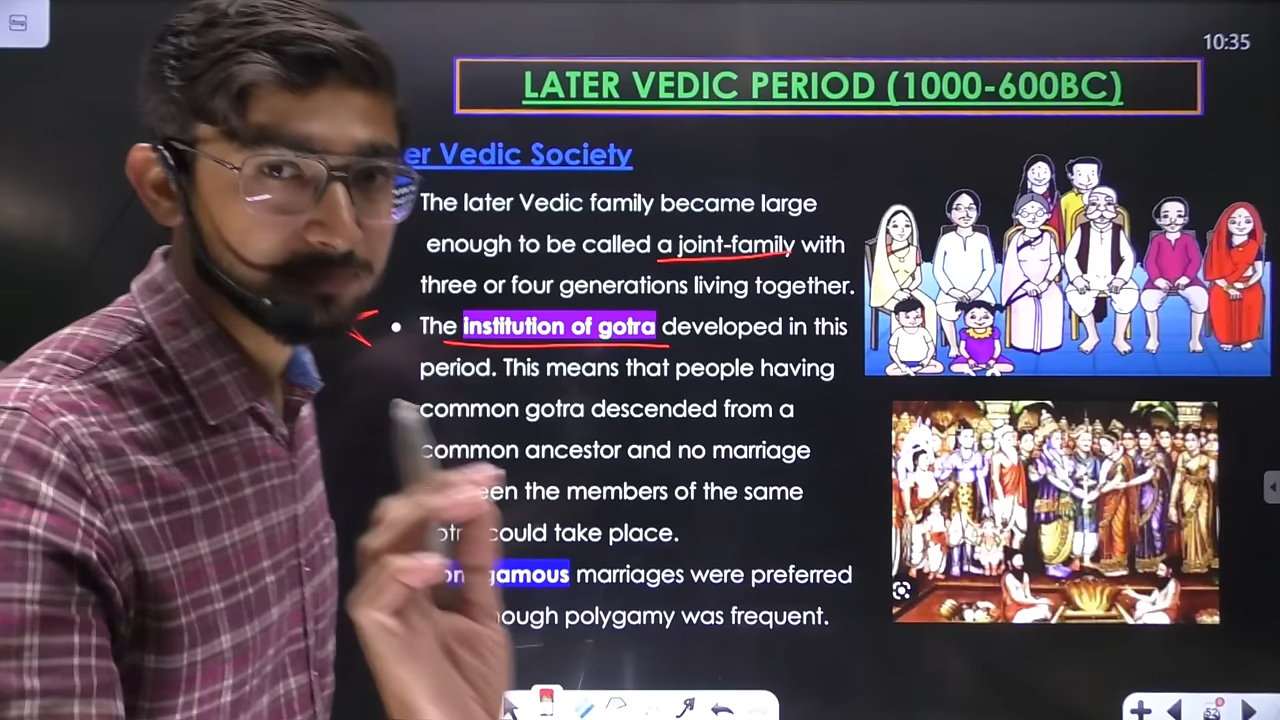 10:35
LATER VEDIC PERIOD (1000-600BC)
er Vedic Society
The later Vedic family became large
enough to be called a joint-family with
three or four generations living together.
• The institution of gotra developed in this
period. This means that people having
common gotra descended from a
common ancestor and no marriage
een the members of the same
could take place.
gamous marriages were preferred
ough polygamy was frequent.
52